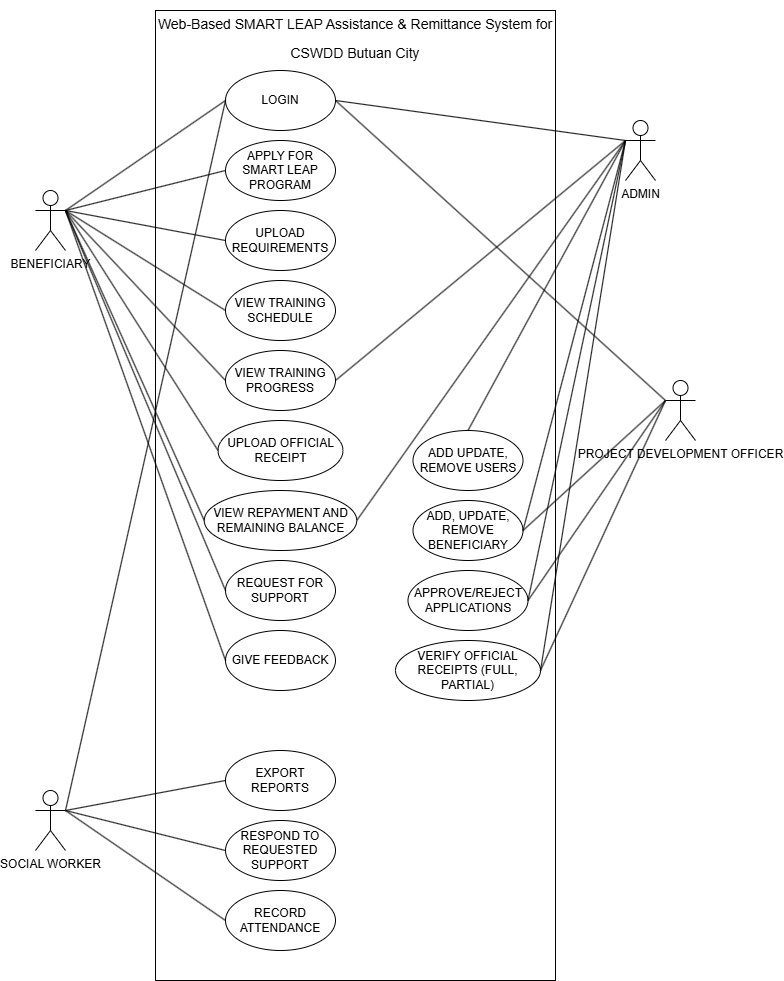 Web-Based SMART LEAP Assistance & Remittance System for
CSWDD Butuan City
LOGIN
APPLY FOR
SMART LEAP
PROGRAM
UPLOAD
REQUIREMENTS
VIEW TRAINING
SCHEDULE
VIEW TRAINING
PROGRESS
UPLOAD OFFICIAL
RECEIPT
VIEW REPAYMENT AND
REMAINING BALANCE
REQUEST FOR
SUPPORT
GIVE FEEDBACK
EXPORT
REPORTS
RESPOND TO
REQUESTED
SUPPORT
RECORD
ATTENDANCE
ADD UPDATE,
REMOVE USERS
ADD, UPDATE,
REMOVE
BENEFICIARY
APPROVE/REJECT
APPLICATIONS
VERIFY OFFICIAL
RECEIPTS (FULL,
PARTIAL)
BENEFICIARY
SOCIAL WORKER
ADMIN
PROJECT DEVELOPMENT OFFICER